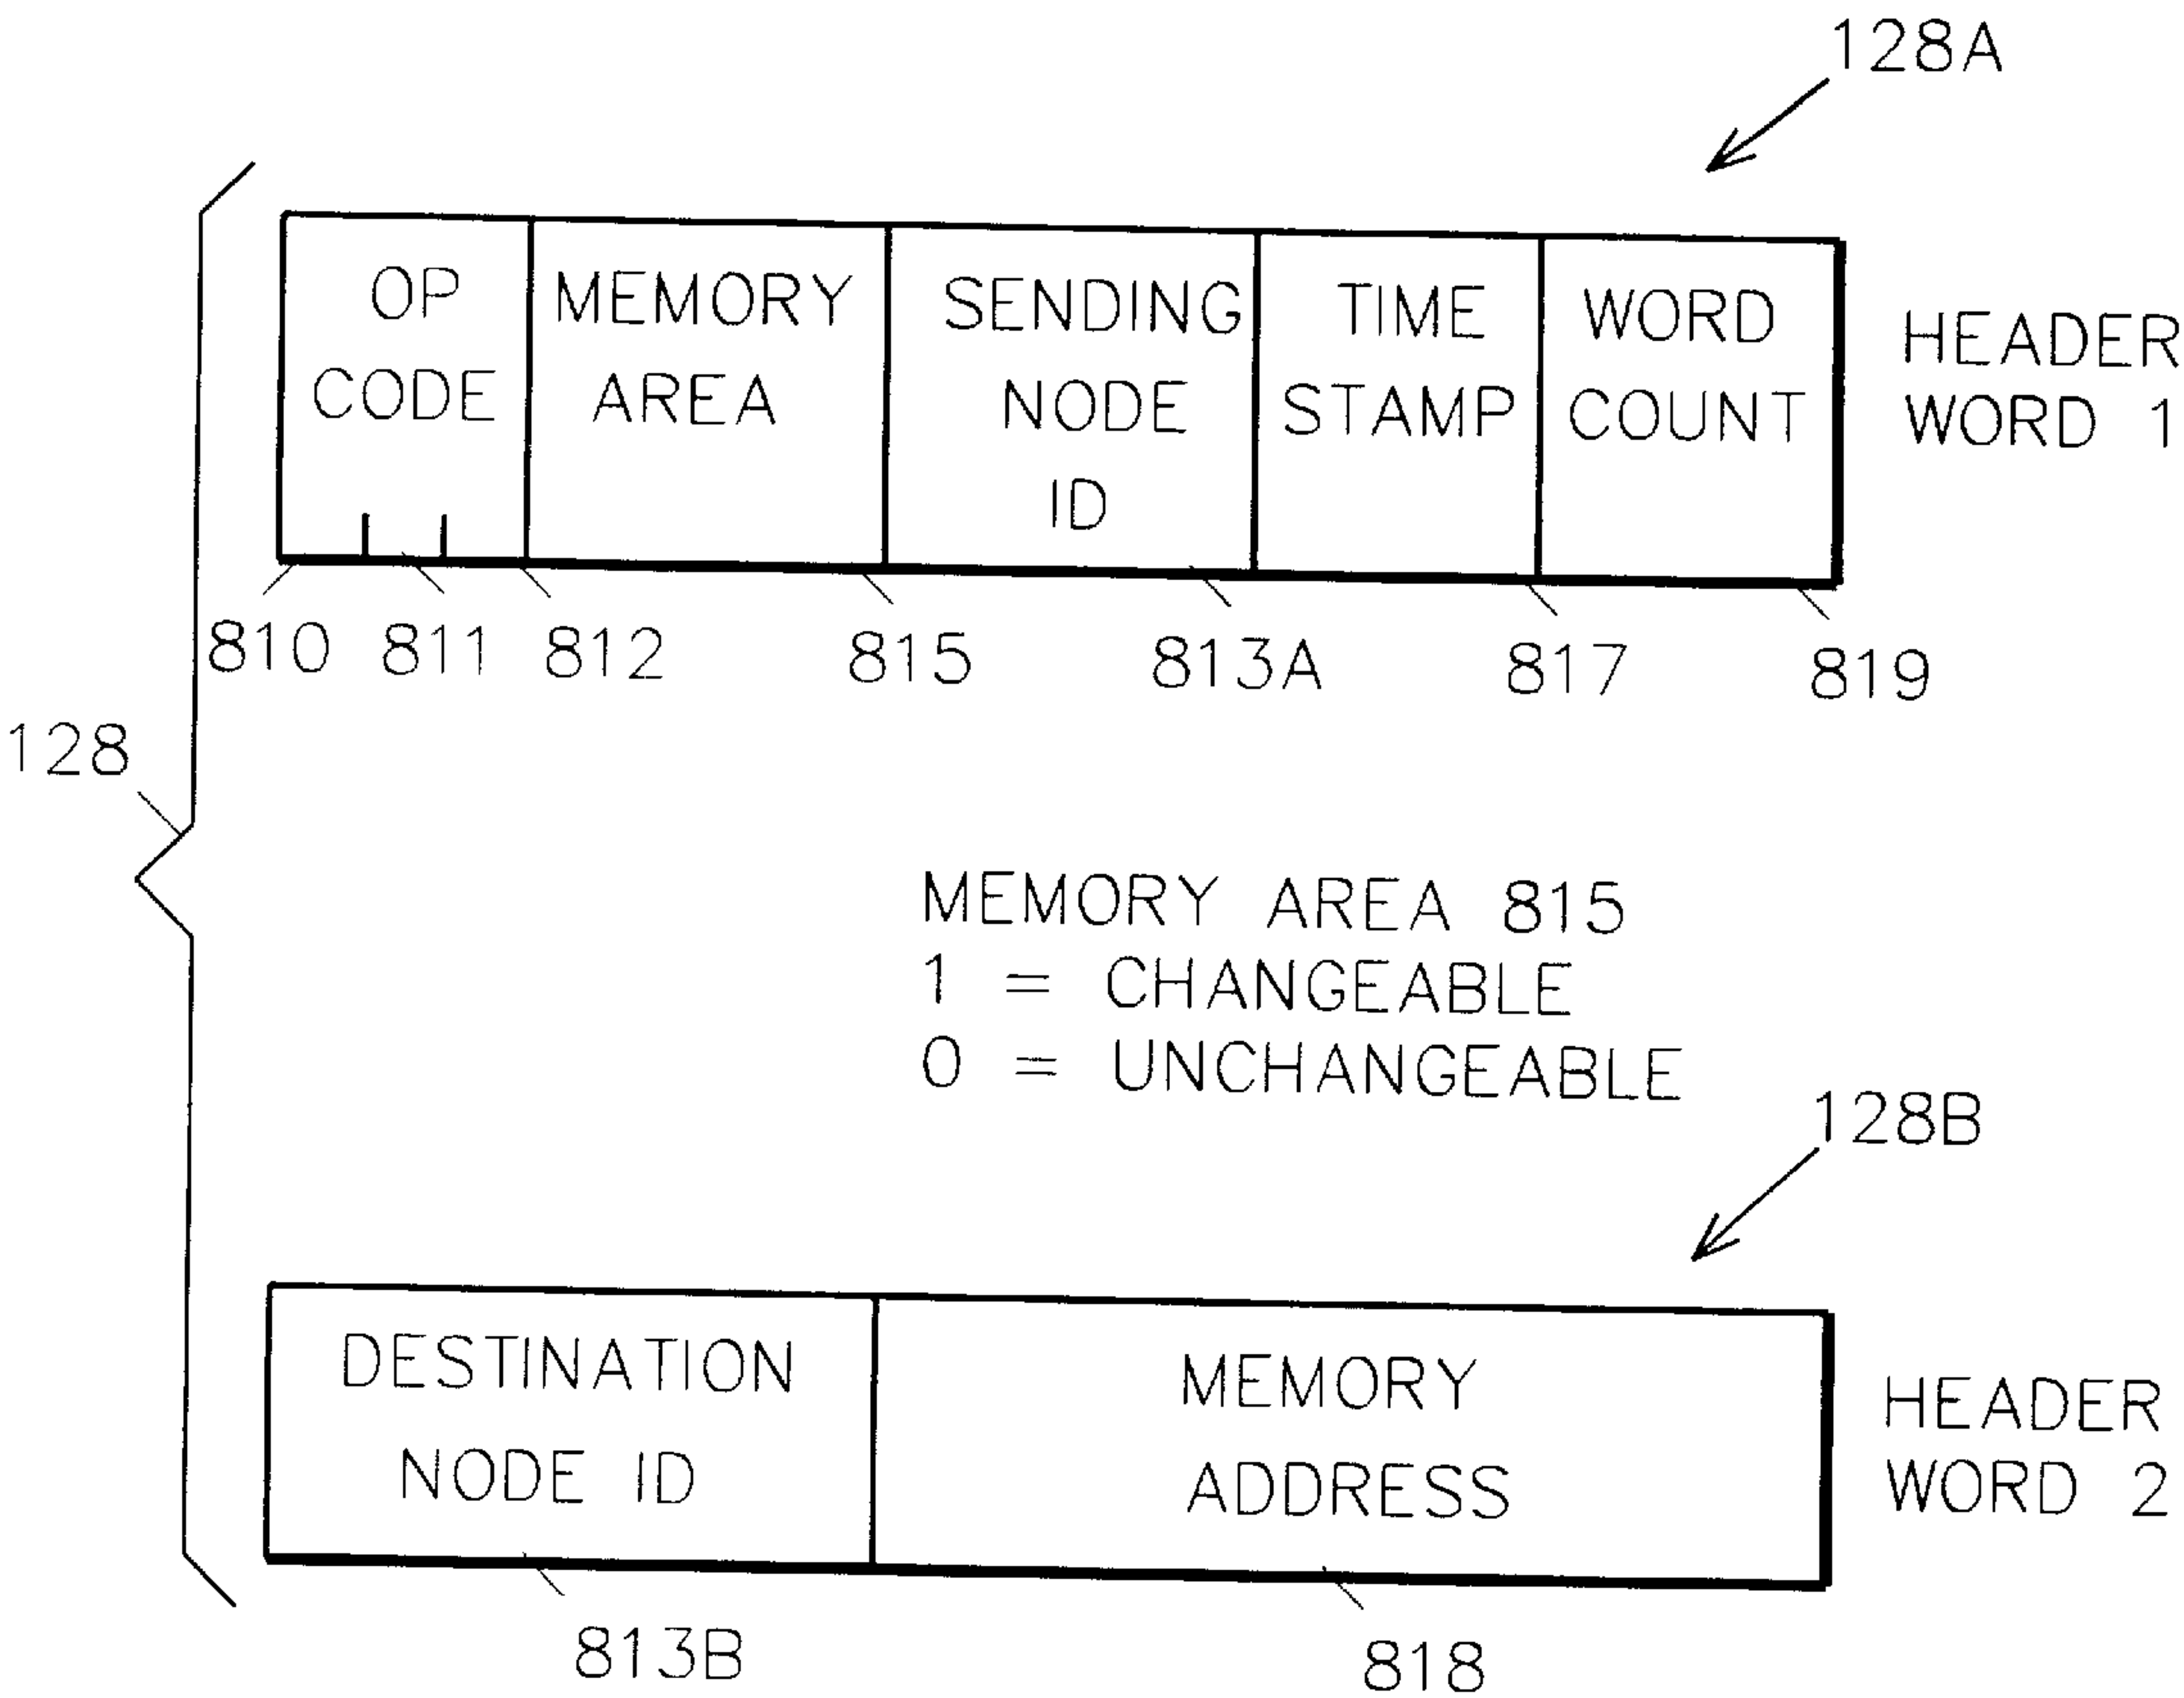 128A
OP CODE
MEMORY AREA
SENDING NODE ID
TIME STAMP
WORD COUNT
HEADER WORD 1
810 811 812 815 813A 817 819
128
MEMORY AREA 815
1 = CHANGEABLE
0 = UNCHANGEABLE
128B
DESTINATION NODE ID
MEMORY ADDRESS
HEADER WORD 2
813B 818